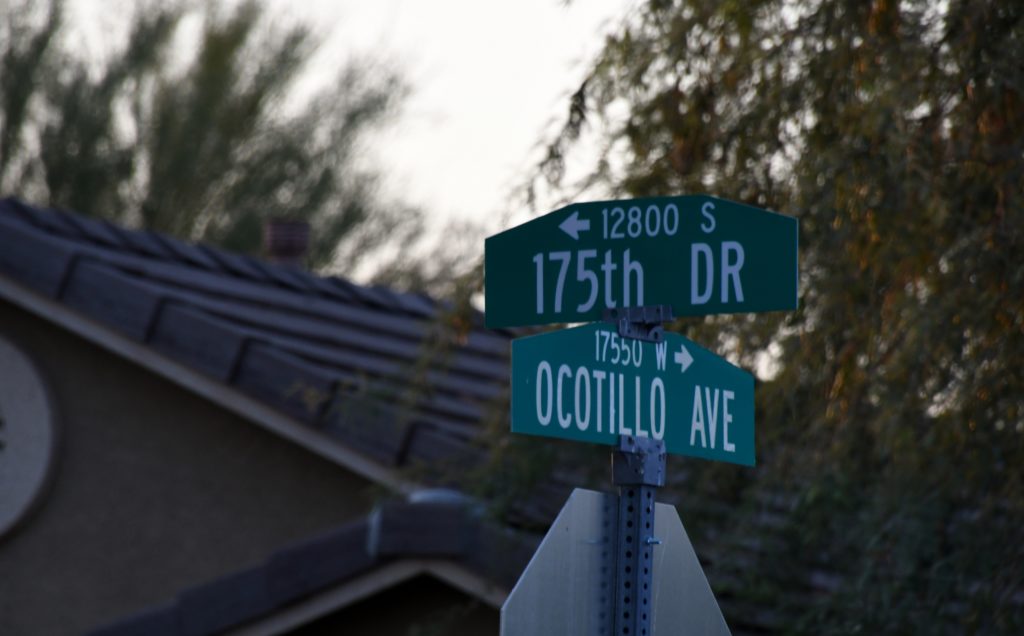 ← 12800 S
175th DR
17550 W →
OCOTILLO AVE